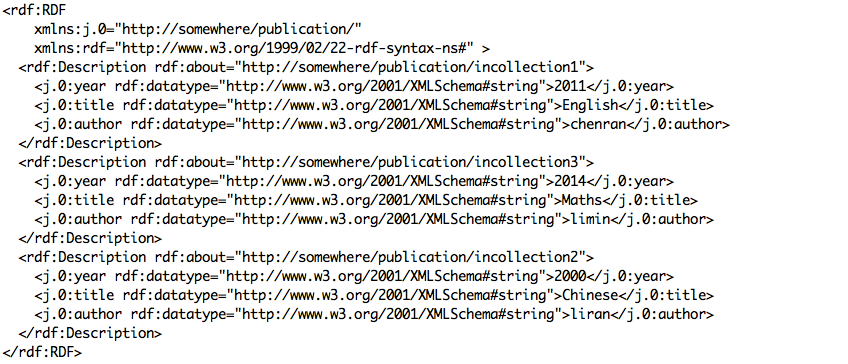 <rdf:RDF
    xmlns:j.0="http://somewhere/publication/"
    xmlns:rdf="http://www.w3.org/1999/02/22-rdf-syntax-ns#" >
  <rdf:Description rdf:about="http://somewhere/publication/incollection1">
    <j.0:year rdf:datatype="http://www.w3.org/2001/XMLSchema#string">2011</j.0:year>
    <j.0:title rdf:datatype="http://www.w3.org/2001/XMLSchema#string">English</j.0:title>
    <j.0:author rdf:datatype="http://www.w3.org/2001/XMLSchema#string">chenran</j.0:author>
  </rdf:Description>
  <rdf:Description rdf:about="http://somewhere/publication/incollection3">
    <j.0:year rdf:datatype="http://www.w3.org/2001/XMLSchema#string">2014</j.0:year>
    <j.0:title rdf:datatype="http://www.w3.org/2001/XMLSchema#string">Maths</j.0:title>
    <j.0:author rdf:datatype="http://www.w3.org/2001/XMLSchema#string">limin</j.0:author>
  </rdf:Description>
  <rdf:Description rdf:about="http://somewhere/publication/incollection2">
    <j.0:year rdf:datatype="http://www.w3.org/2001/XMLSchema#string">2000</j.0:year>
    <j.0:title rdf:datatype="http://www.w3.org/2001/XMLSchema#string">Chinese</j.0:title>
    <j.0:author rdf:datatype="http://www.w3.org/2001/XMLSchema#string">liran</j.0:author>
  </rdf:Description>
</rdf:RDF>